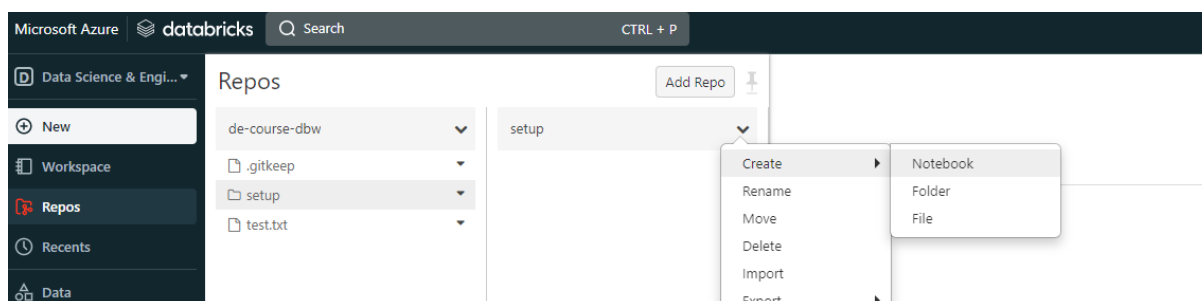 Microsoft Azure databricks Search CTRL + P
D Data Science & Engi...
New
Workspace
Repos
Recents
Data
Repos Add Repo
de-course-dbw
.gitkeep
setup
test.txt
setup
Create
Rename
Move
Delete
Import
Export
Notebook
Folder
File